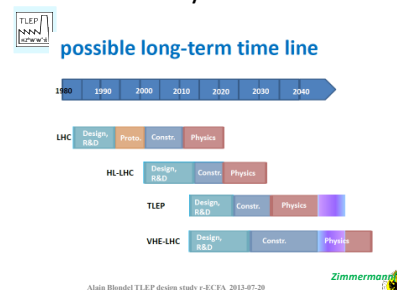 TLEP
possible long-term time line
1980 1990 2000 2010 2020 2030 2040
LHC Design, R&D Proto. Constr. Physics
HL-LHC Design, R&D Constr. Physics
TLEP Design, R&D Constr. Physics
VHE-LHC Design, R&D Constr. Physics
Zimmermann
Alain Blondel TLEP design study r-ECFA 2013-07-20